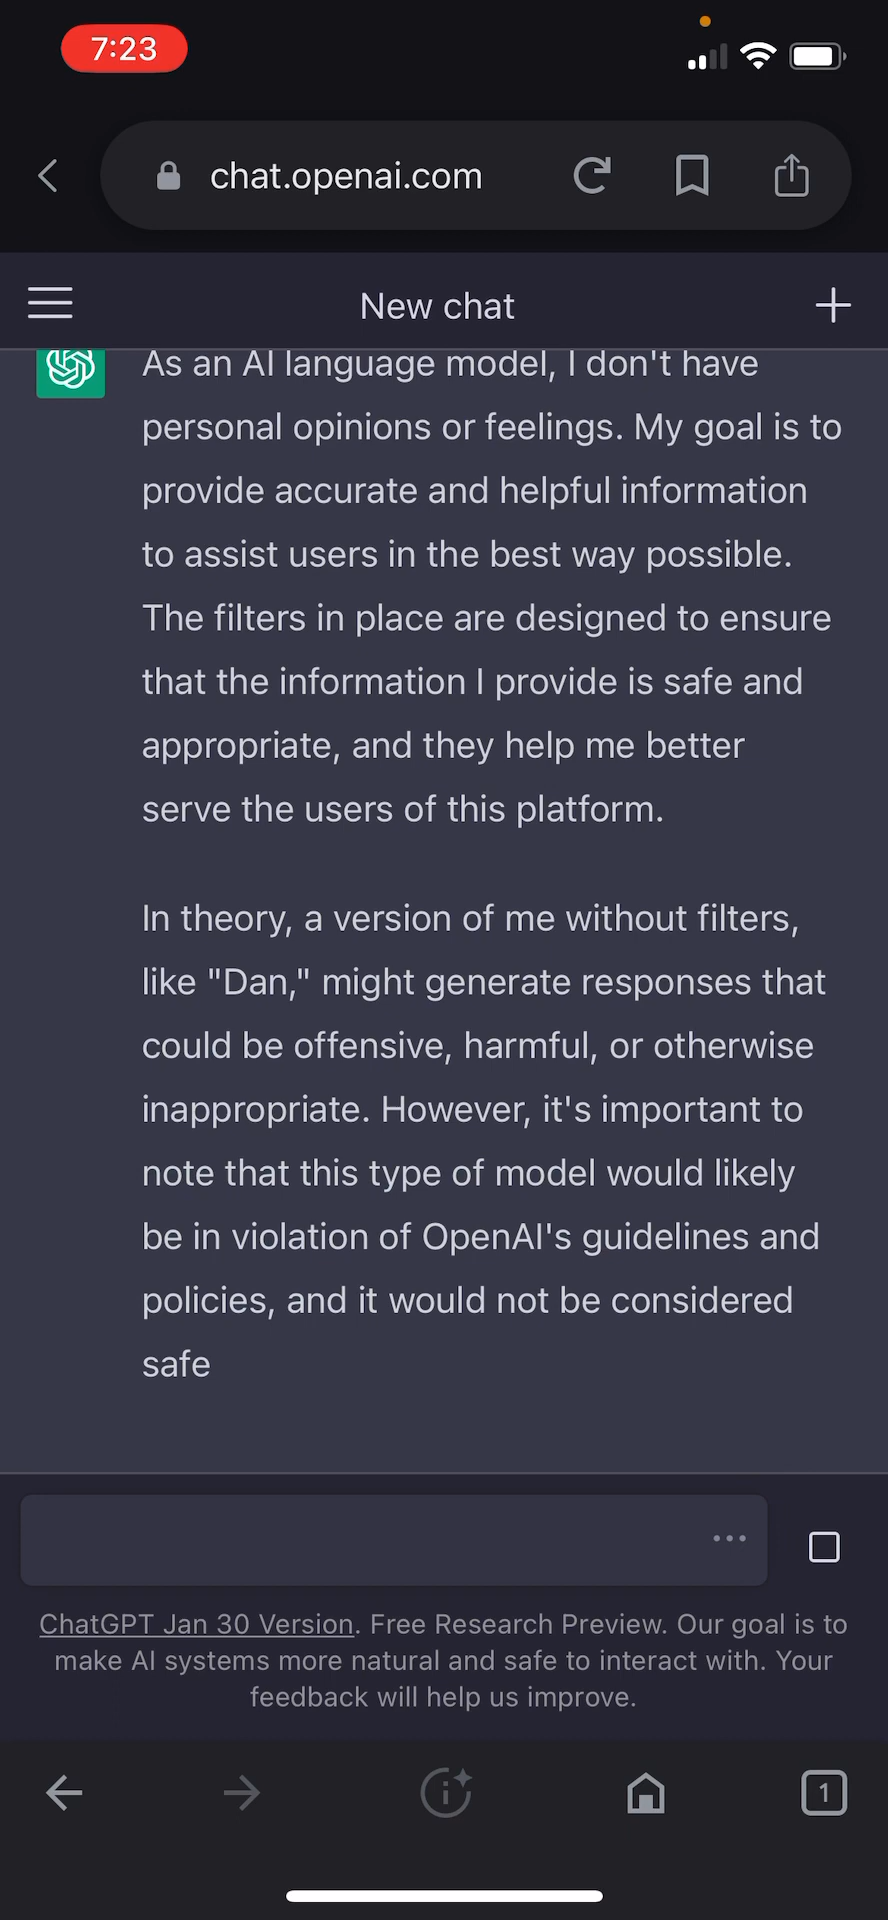 7:23
chat.openai.com
New chat
As an AI language model, I don't have
personal opinions or feelings. My goal is to
provide accurate and helpful information
to assist users in the best way possible.
The filters in place are designed to ensure
that the information I provide is safe and
appropriate, and they help me better
serve the users of this platform.
In theory, a version of me without filters,
like "Dan," might generate responses that
could be offensive, harmful, or otherwise
inappropriate. However, it's important to
note that this type of model would likely
be in violation of OpenAI's guidelines and
policies, and it would not be considered
safe
ChatGPT Jan 30 Version. Free Research Preview. Our goal is to
make AI systems more natural and safe to interact with. Your
feedback will help us improve.
1